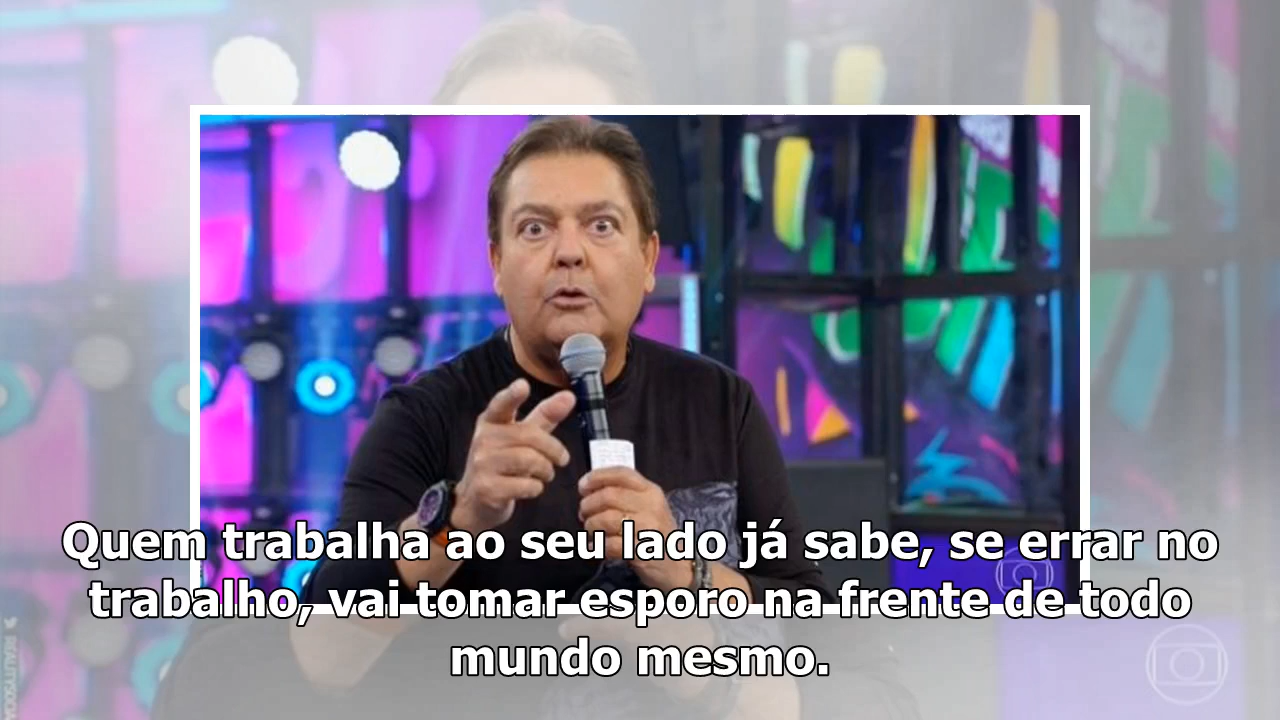 Quem trabalha ao seu lado já sabe, se errar no
trabalho, vai tomar esporo na frente de todo
mundo mesmo.